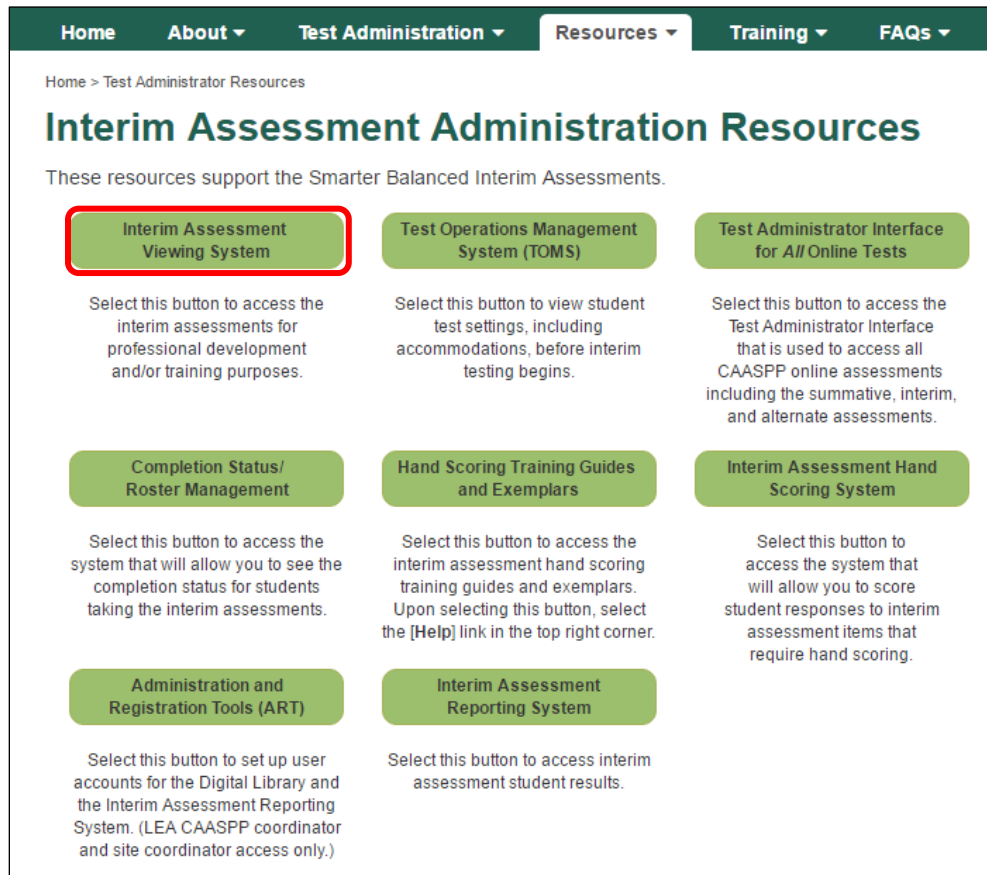 Home About Test Administration Resources Training FAQs
Home > Test Administrator Resources
Interim Assessment Administration Resources
These resources support the Smarter Balanced Interim Assessments.
Interim Assessment
Viewing System
Select this button to access the
interim assessments for
professional development
and/or training purposes.
Test Operations Management
System (TOMS)
Select this button to view student
test settings, including
accommodations, before interim
testing begins.
Test Administrator Interface
for All Online Tests
Select this button to access the
Test Administrator Interface
that is used to access all
CAASPP online assessments
including the summative, interim,
and alternate assessments.
Completion Status/
Roster Management
Select this button to access the
system that will allow you to see the
completion status for students
taking the interim assessments.
Hand Scoring Training Guides
and Exemplars
Select this button to access the
interim assessment hand scoring
training guides and exemplars.
Upon selecting this button, select
the [Help] link in the top right corner.
Interim Assessment Hand
Scoring System
Select this button to
access the system that
will allow you to score
student responses to interim
assessment items that
require hand scoring.
Administration and
Registration Tools (ART)
Select this button to set up user
accounts for the Digital Library and
the Interim Assessment Reporting
System. (LEA CAASPP coordinator
and site coordinator access only.)
Interim Assessment
Reporting System
Select this button to access interim
assessment student results.